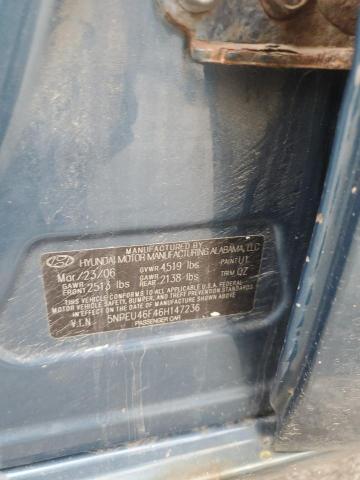 MANUFACTURED BY
HYUNDAI MOTOR MANUFACTURING ALABAMA, LLC
Mar/23/06 GVWR 4519 lbs PAINT U1
GAWR FRONT 2513 lbs GAWR REAR 2138 lbs TRIM QZ
THIS VEHICLE CONFORMS TO ALL APPLICABLE U.S. FEDERAL
MOTOR VEHICLE SAFETY, BUMPER, AND THEFT PREVENTION STANDARDS
IN EFFECT ON THE DATE OF MANUFACTURE SHOWN ABOVE.
V.I.N 5NPEU46F46H147236
PASSENGER CAR